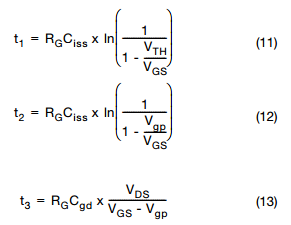 t1 = RGCiss x ln(1 / (1 - VTH/VGS)) (11)
t2 = RGCiss x ln(1 / (1 - Vgp/VGS)) (12)
t3 = RGCgd x VDS / (VGS - Vgp) (13)